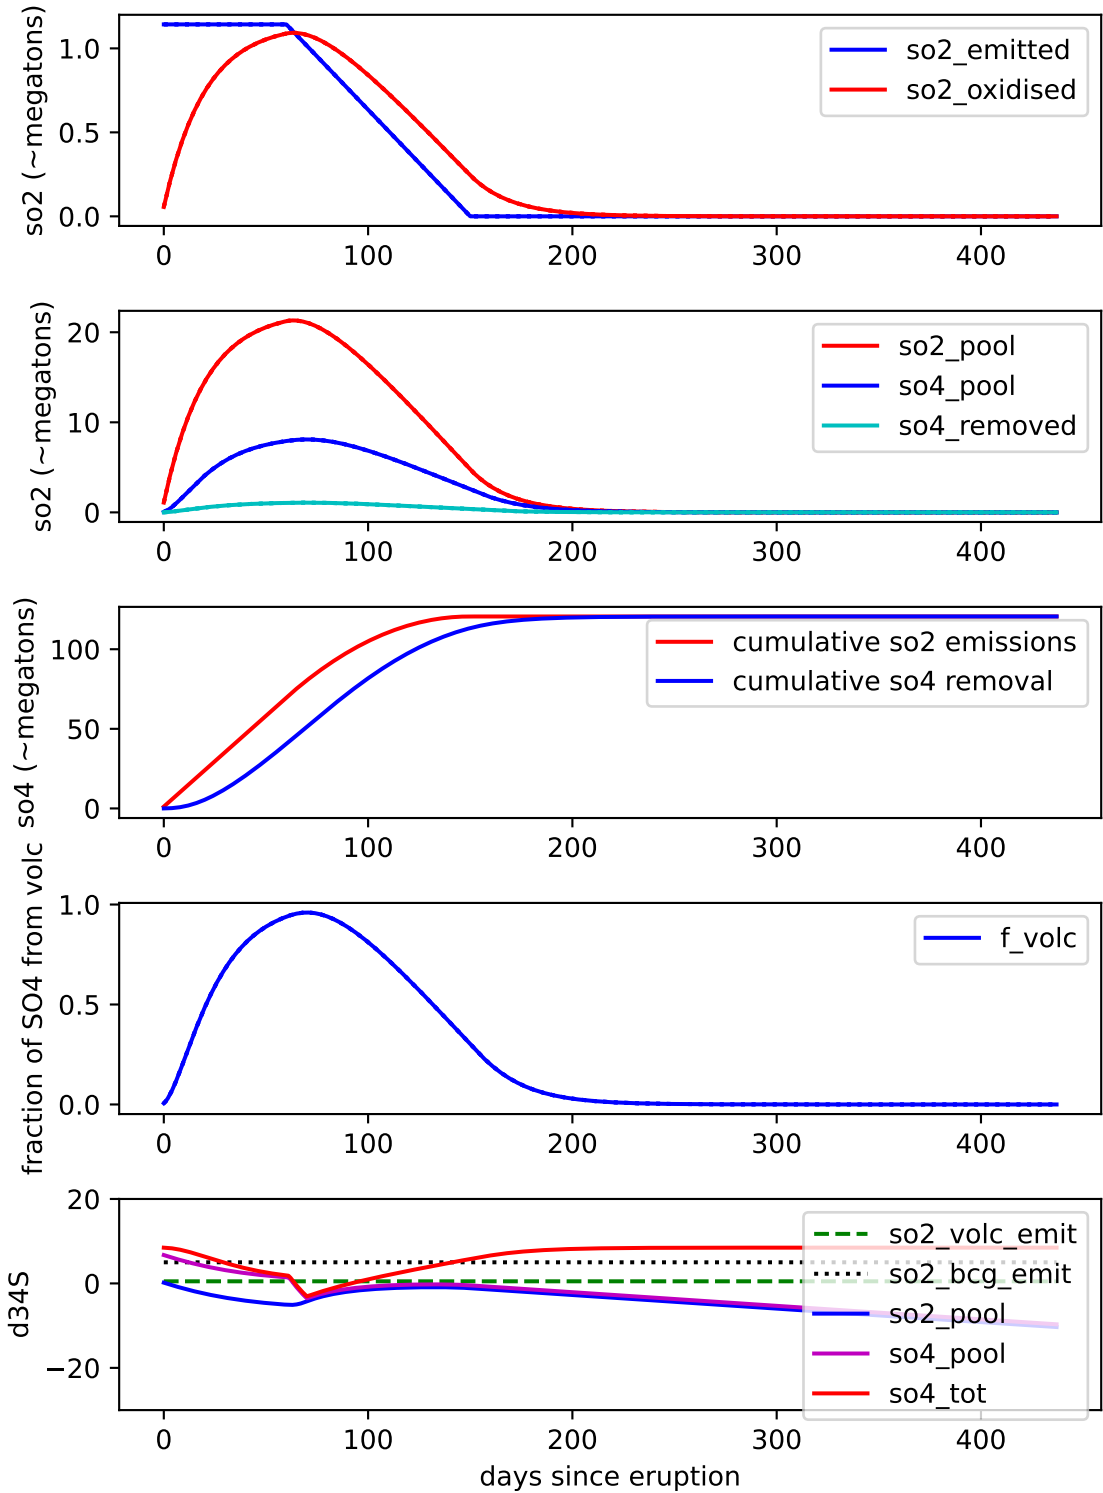 so2 (~megatons)
1.0
0.5
0.0
so2_emitted
so2_oxidised
0 100 200 300 400
so2 (~megatons)
20
10
0
so2_pool
so4_pool
so4_removed
0 100 200 300 400
so4 (~megatons)
100
50
0
cumulative so2 emissions
cumulative so4 removal
0 100 200 300 400
fraction of SO4 from volc
1.0
0.5
0.0
f_volc
0 100 200 300 400
d34S
20
0
−20
so2_volc_emit
so2_bcg_emit
so2_pool
so4_pool
so4_tot
0 100 200 300 400
days since eruption